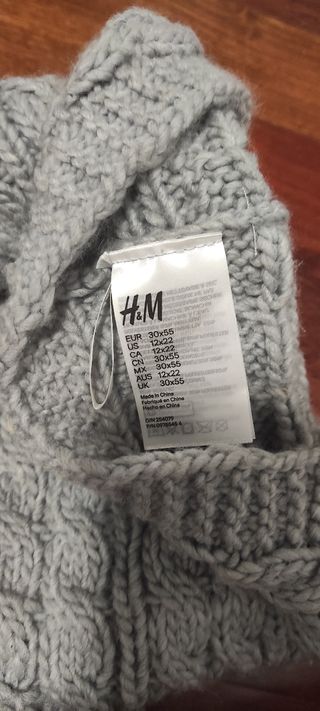 H&M
EUR 30x55
US 12x22
CA 12x22
CN 30x55
MX 30x55
AUS 12x22
UK 30x55
Made in China
Fabriqué en Chine
Hecho en China